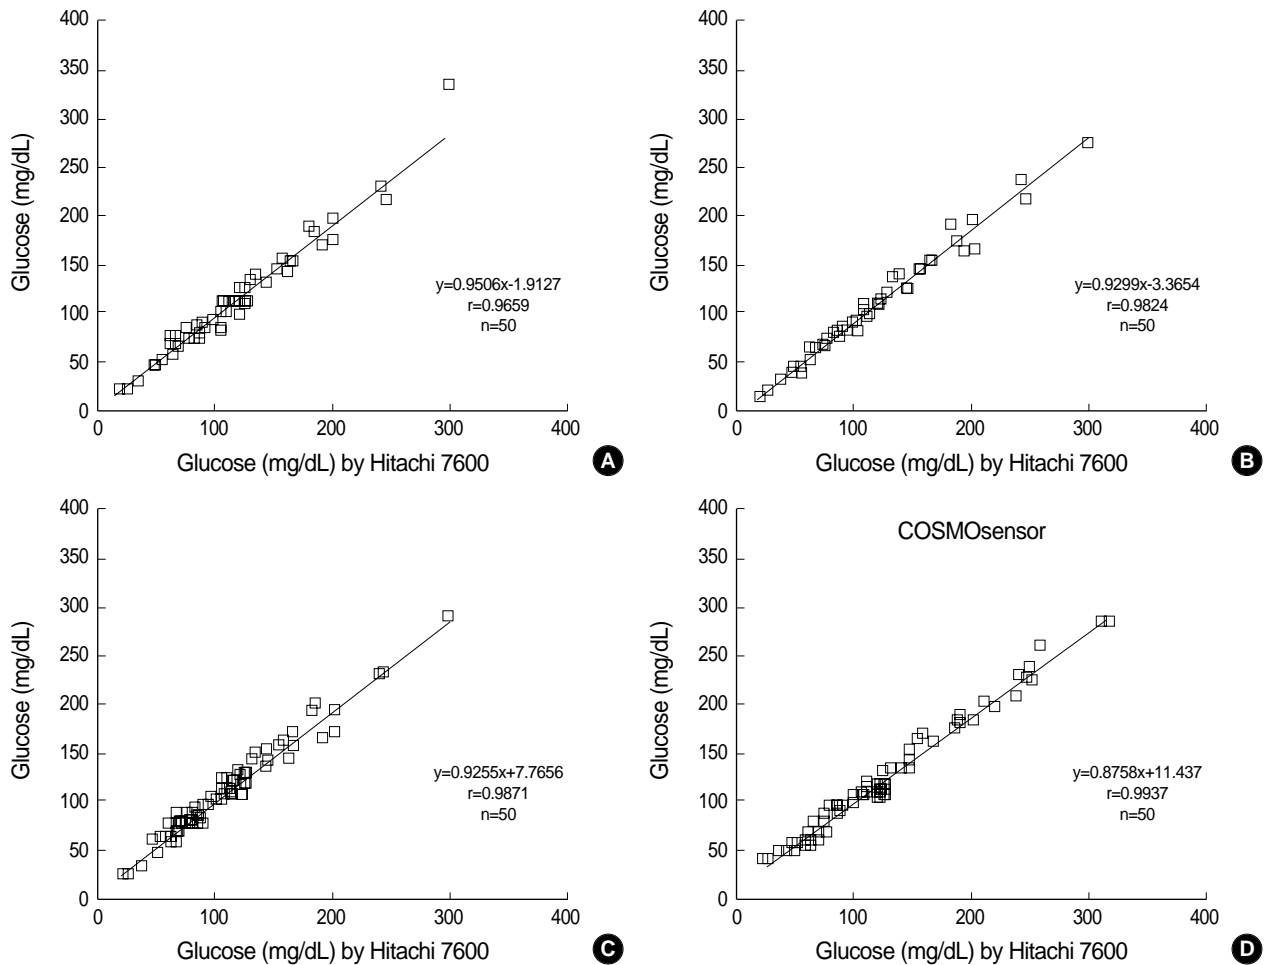 400
350
300
250
200
150
100
50
0
Glucose (mg/dL)
y=0.9506x-1.9127
r=0.9659
n=50
0 100 200 300 400
Glucose (mg/dL) by Hitachi 7600
A
400
350
300
250
200
150
100
50
0
Glucose (mg/dL)
y=0.9299x-3.3654
r=0.9824
n=50
0 100 200 300 400
Glucose (mg/dL) by Hitachi 7600
B
400
350
300
250
200
150
100
50
0
Glucose (mg/dL)
y=0.9255x+7.7656
r=0.9871
n=50
0 100 200 300 400
Glucose (mg/dL) by Hitachi 7600
C
COSMOsensor
400
350
300
250
200
150
100
50
0
Glucose (mg/dL)
y=0.8758x+11.437
r=0.9937
n=50
0 100 200 300 400
Glucose (mg/dL) by Hitachi 7600
D